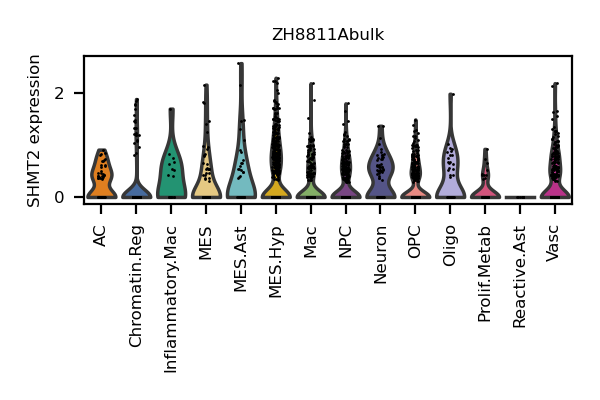 ZH8811Abulk
SHMT2 expression
2
0
AC
Chromatin.Reg
Inflammatory.Mac
MES
MES.Ast
MES.Hyp
Mac
NPC
Neuron
OPC
Oligo
Prolif.Metab
Reactive.Ast
Vasc